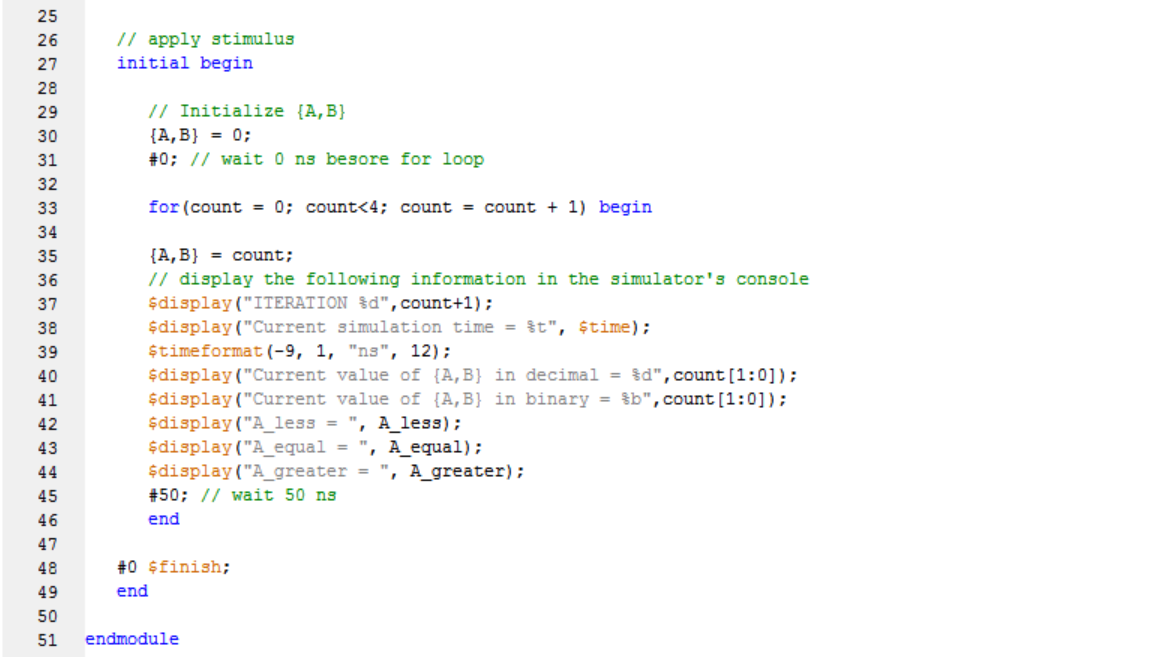 25
26 // apply stimulus
27 initial begin
28
29 // Initialize {A,B}
30 {A,B} = 0;
31 #0; // wait 0 ns besore for loop
32
33 for(count = 0; count<4; count = count + 1) begin
34
35 {A,B} = count;
36 // display the following information in the simulator's console
37 $display("ITERATION %d",count+1);
38 $display("Current simulation time = %t", $time);
39 $timeformat(-9, 1, "ns", 12);
40 $display("Current value of {A,B} in decimal = %d",count[1:0]);
41 $display("Current value of {A,B} in binary = %b",count[1:0]);
42 $display("A_less = ", A_less);
43 $display("A_equal = ", A_equal);
44 $display("A_greater = ", A_greater);
45 #50; // wait 50 ns
46 end
47
48 #0 $finish;
49 end
50
51 endmodule